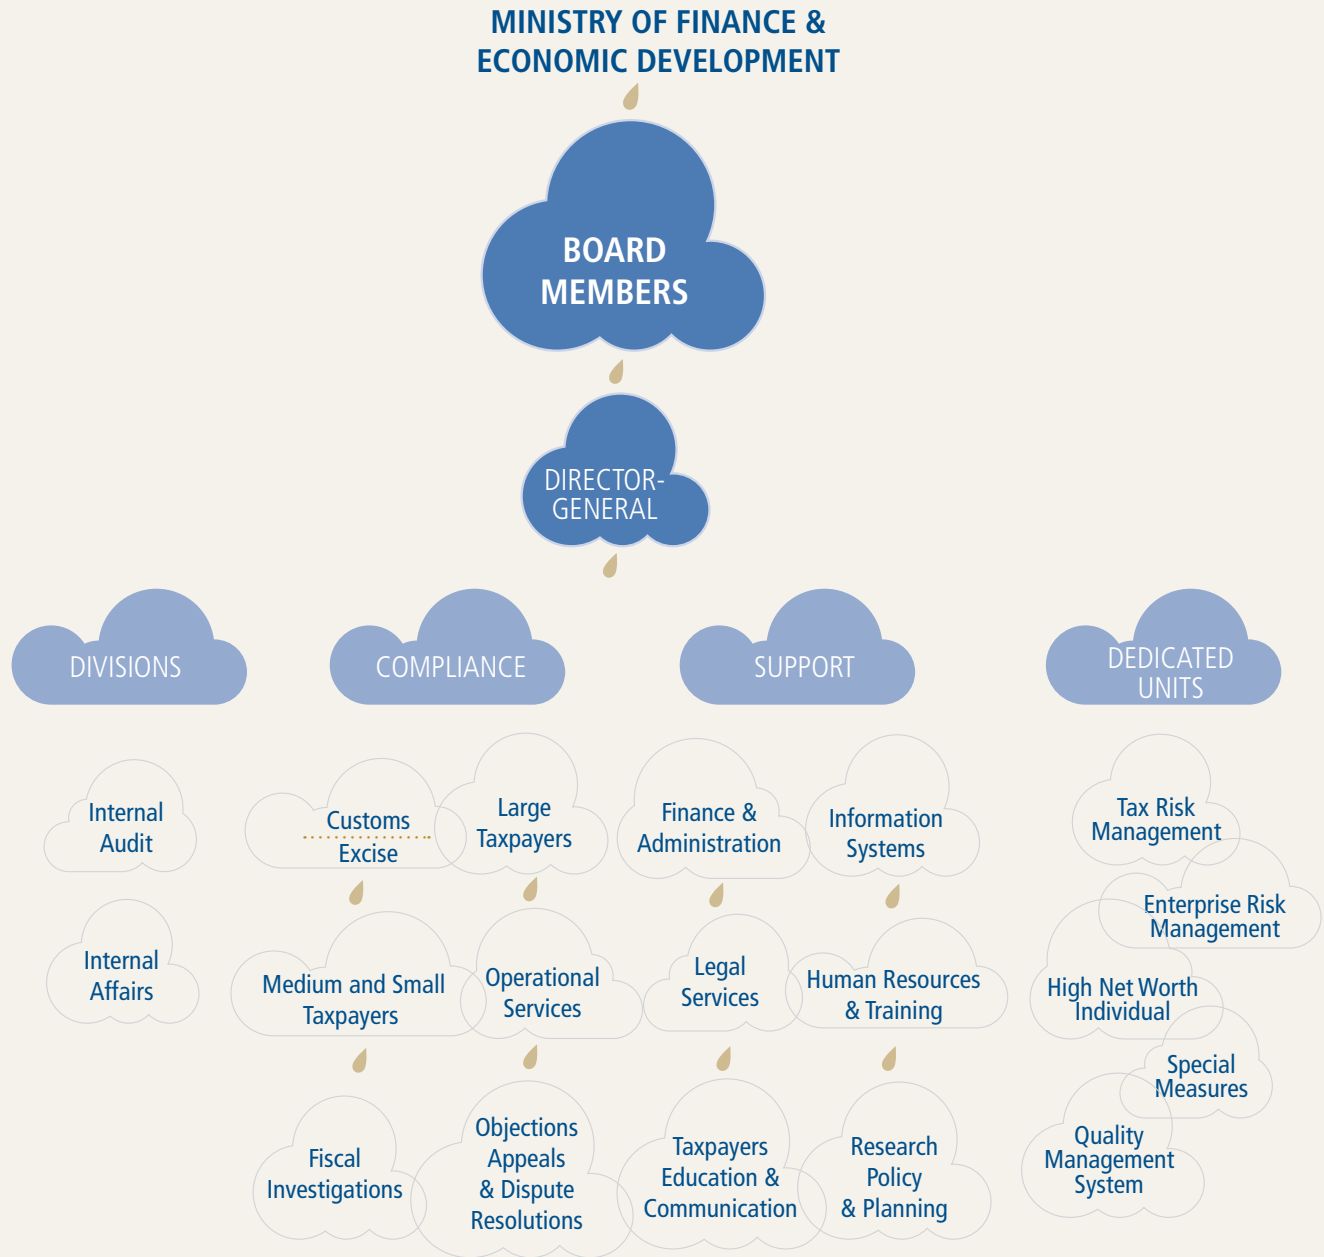 MINISTRY OF FINANCE &
ECONOMIC DEVELOPMENT
BOARD
MEMBERS
DIRECTOR-
GENERAL
DIVISIONS
COMPLIANCE
SUPPORT
DEDICATED
UNITS
Internal
Audit
Internal
Affairs
Customs
Excise
Large
Taxpayers
Medium and Small
Taxpayers
Operational
Services
Fiscal
Investigations
Objections
Appeals
& Dispute
Resolutions
Finance &
Administration
Information
Systems
Legal
Services
Human Resources
& Training
Taxpayers
Education &
Communication
Research
Policy
& Planning
Tax Risk
Management
Enterprise Risk
Management
High Net Worth
Individual
Special
Measures
Quality
Management
System